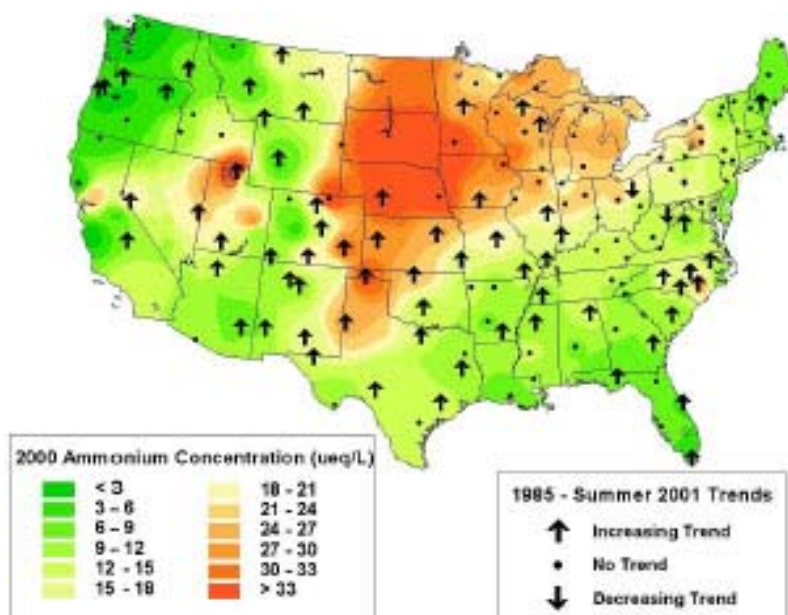 2000 Ammonium Concentration (ueq/L)
< 3
3 - 6
6 - 9
9 - 12
12 - 15
15 - 18
18 - 21
21 - 24
24 - 27
27 - 30
30 - 33
> 33
1985 - Summer 2001 Trends
Increasing Trend
No Trend
Decreasing Trend